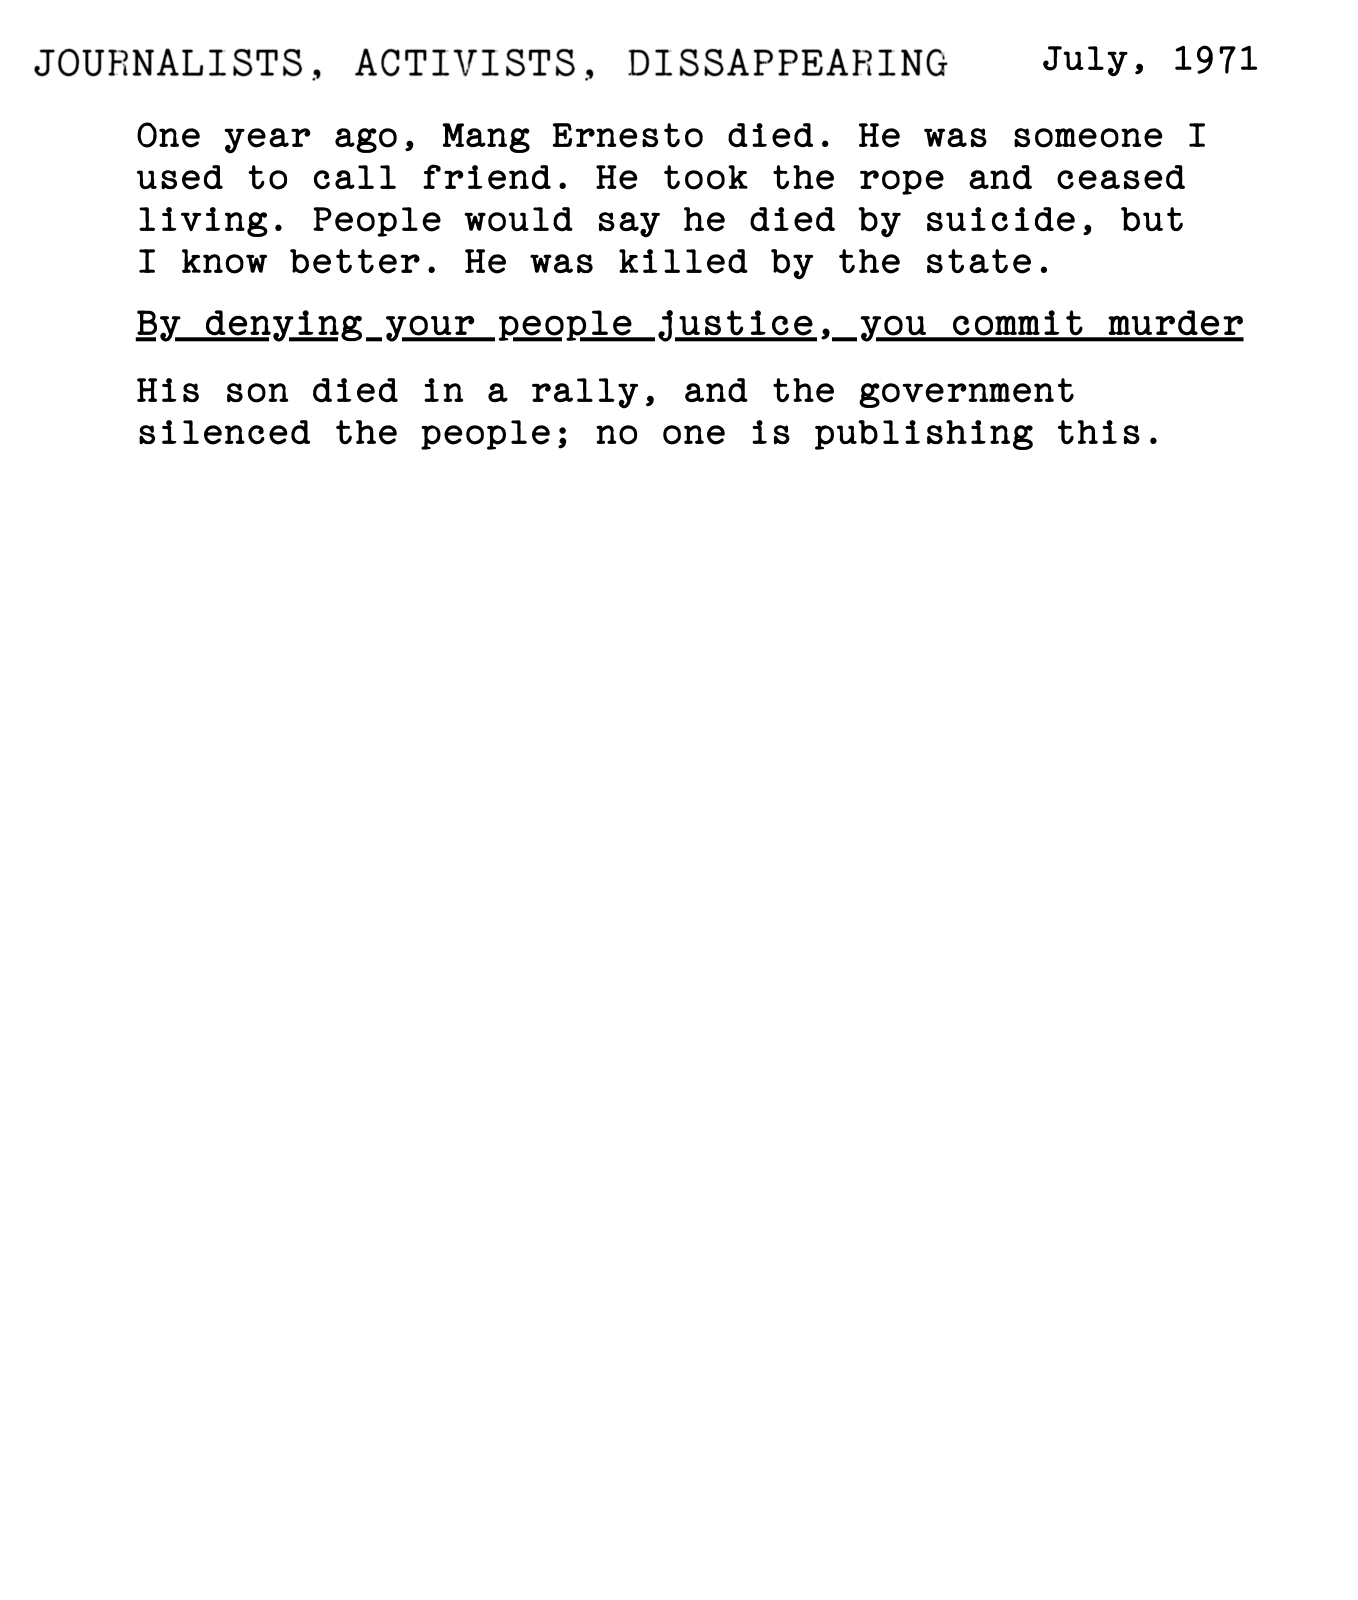 JOURNALISTS, ACTIVISTS, DISSAPPEARING July, 1971
One year ago, Mang Ernesto died. He was someone I
used to call friend. He took the rope and ceased
living. People would say he died by suicide, but
I know better. He was killed by the state.
By denying your people justice, you commit murder
His son died in a rally, and the government
silenced the people; no one is publishing this.